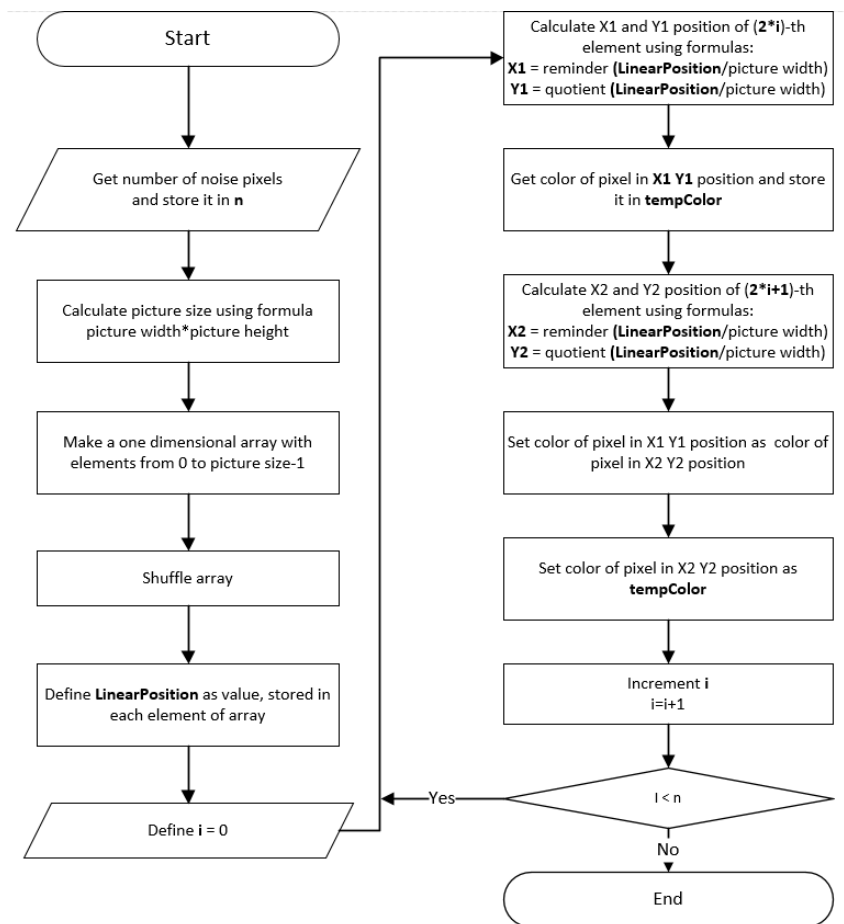 Start
Get number of noise pixels
and store it in n
Calculate picture size using formula
picture width*picture height
Make a one dimensional array with
elements from 0 to picture size-1
Shuffle array
Define LinearPosition as value, stored in
each element of array
Define i = 0
Calculate X1 and Y1 position of (2*i)-th
element using formulas:
X1 = reminder (LinearPosition/picture width)
Y1 = quotient (LinearPosition/picture width)
Get color of pixel in X1 Y1 position and store
it in tempColor
Calculate X2 and Y2 position of (2*i+1)-th
element using formulas:
X2 = reminder (LinearPosition/picture width)
Y2 = quotient (LinearPosition/picture width)
Set color of pixel in X1 Y1 position as color of
pixel in X2 Y2 position
Set color of pixel in X2 Y2 position as
tempColor
Increment i
i=i+1
I < n
Yes
No
End